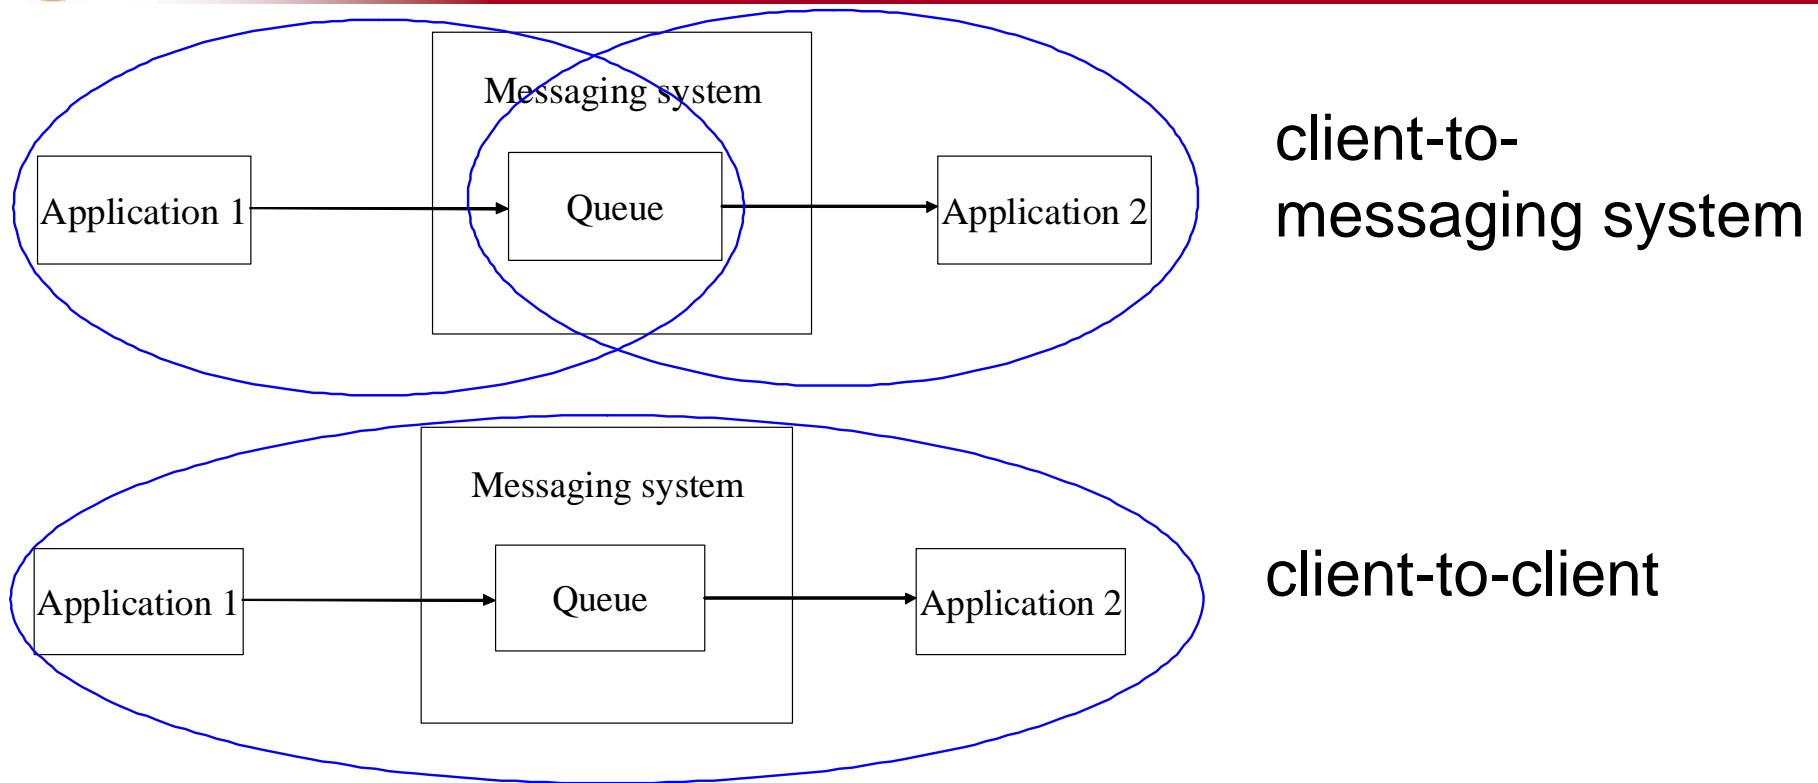 Messaging system
Application 1
Queue
Application 2
client-to-
messaging system
Messaging system
Application 1
Queue
Application 2
client-to-client